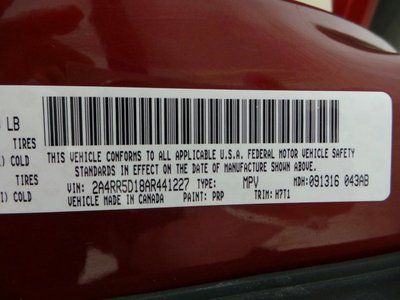 LB
TIRES
COLD
THIS VEHICLE CONFORMS TO ALL APPLICABLE U.S.A. FEDERAL MOTOR VEHICLE SAFETY
STANDARDS IN EFFECT ON THE DATE OF MANUFACTURE SHOWN ABOVE.
TIRES
COLD
VIN: 2A4RR5D18AR441227 TYPE: MPV MDH: 091316 043AB
VEHICLE MADE IN CANADA PAINT: PRP TRIM: H7T1